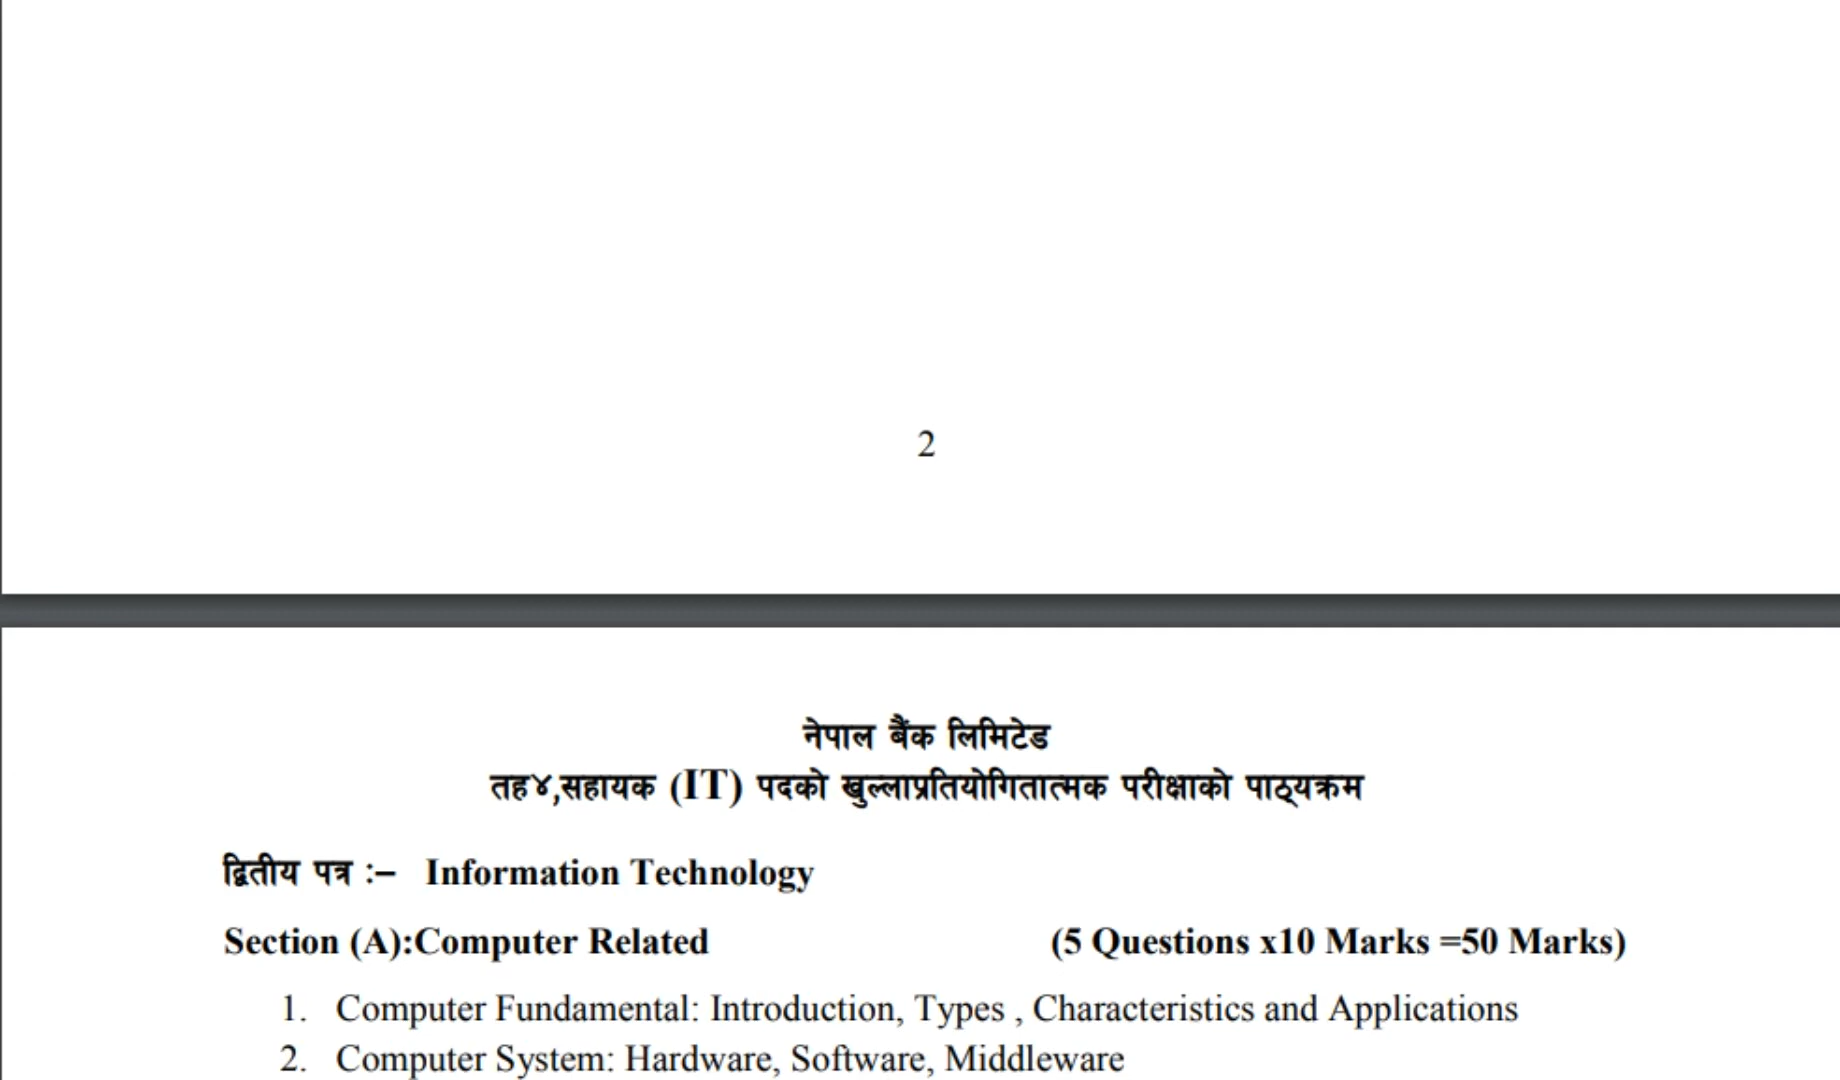 2
नेपाल बैंक लिमिटेड
तह४,सहायक (IT) पदको खुल्लाप्रतियोगितात्मक परीक्षाको पाठ्यक्रम
द्वितीय पत्र :– Information Technology
Section (A):Computer Related (5 Questions x10 Marks =50 Marks)
1. Computer Fundamental: Introduction, Types , Characteristics and Applications
2. Computer System: Hardware, Software, Middleware